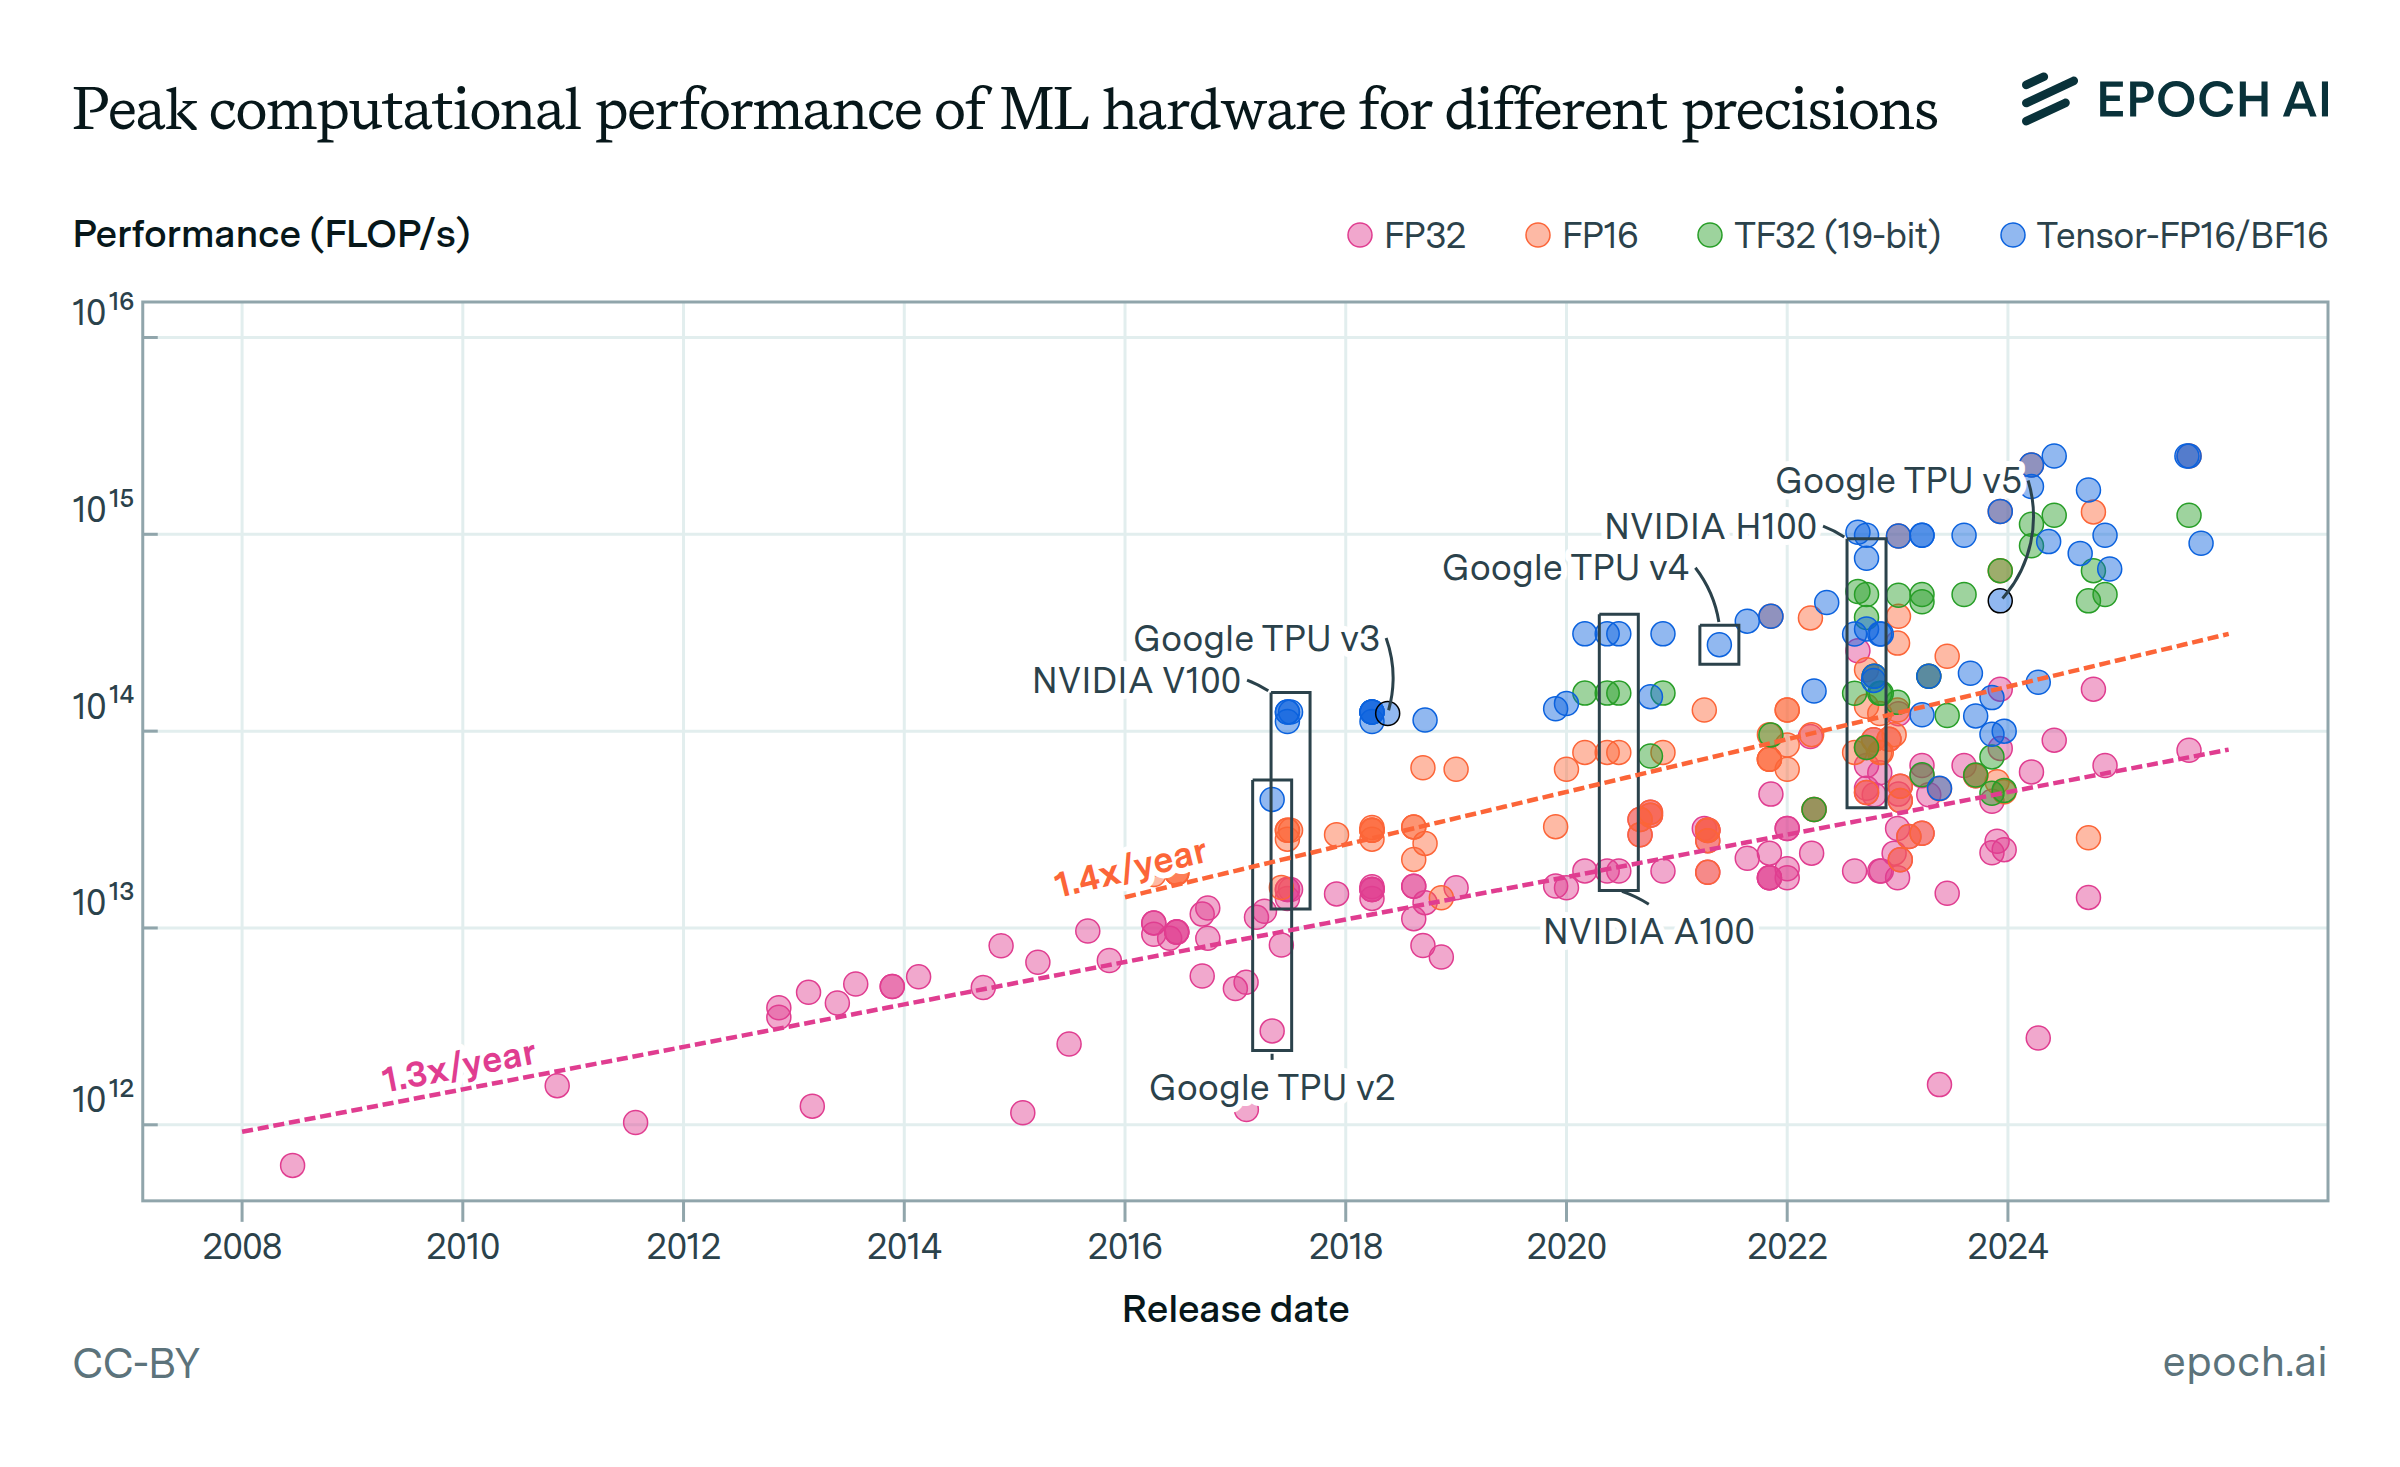 Peak computational performance of ML hardware for different precisions
EPOCH AI
Performance (FLOP/s)
FP32
FP16
TF32 (19-bit)
Tensor-FP16/BF16
10^16
10^15
10^14
10^13
10^12
Google TPU v5
NVIDIA H100
Google TPU v4
Google TPU v3
NVIDIA V100
1.4x/year
NVIDIA A100
1.3x/year
Google TPU v2
2008
2010
2012
2014
2016
2018
2020
2022
2024
Release date
CC-BY
epoch.ai